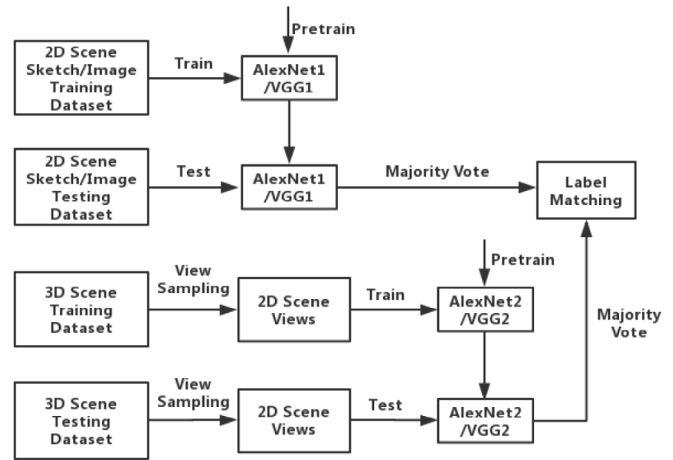 Pretrain
2D Scene
Sketch/Image
Training
Dataset
Train
AlexNet1
/VGG1
2D Scene
Sketch/Image
Testing
Dataset
Test
AlexNet1
/VGG1
Majority Vote
Label
Matching
Pretrain
3D Scene
Training
Dataset
View
Sampling
2D Scene
Views
Train
AlexNet2
/VGG2
Majority
Vote
3D Scene
Testing
Dataset
View
Sampling
2D Scene
Views
Test
AlexNet2
/VGG2